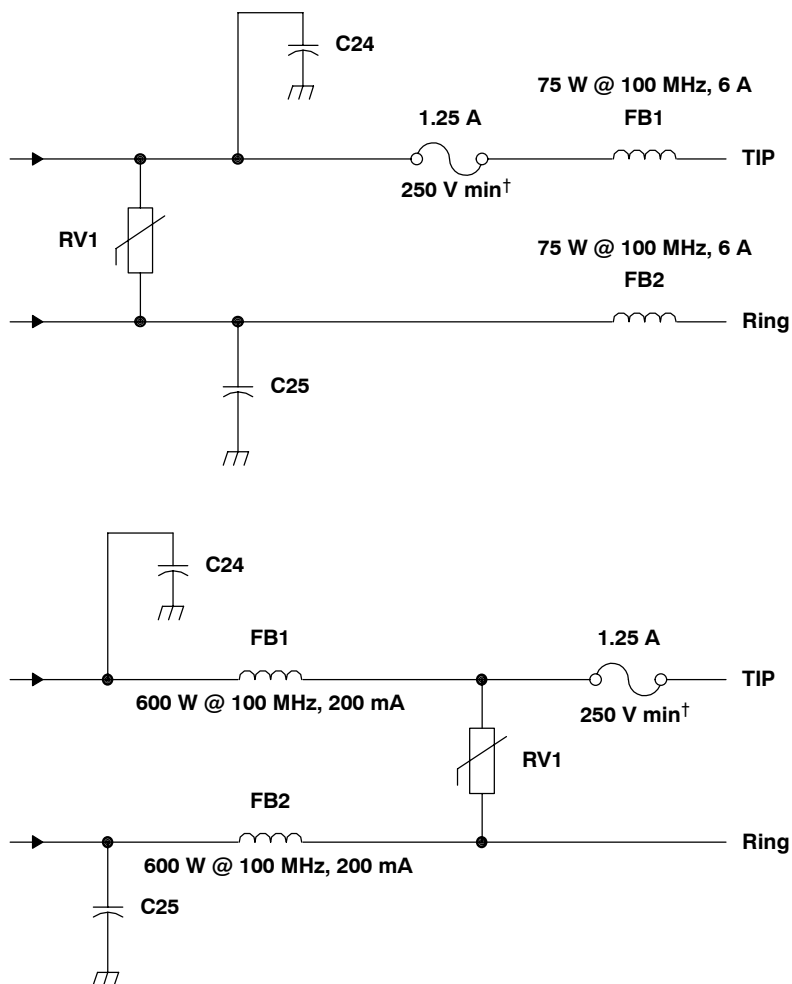 C24
75 W @ 100 MHz, 6 A
1.25 A
FB1
TIP
250 V min†
RV1
75 W @ 100 MHz, 6 A
FB2
Ring
C25
C24
FB1
1.25 A
TIP
600 W @ 100 MHz, 200 mA
250 V min†
RV1
FB2
Ring
600 W @ 100 MHz, 200 mA
C25